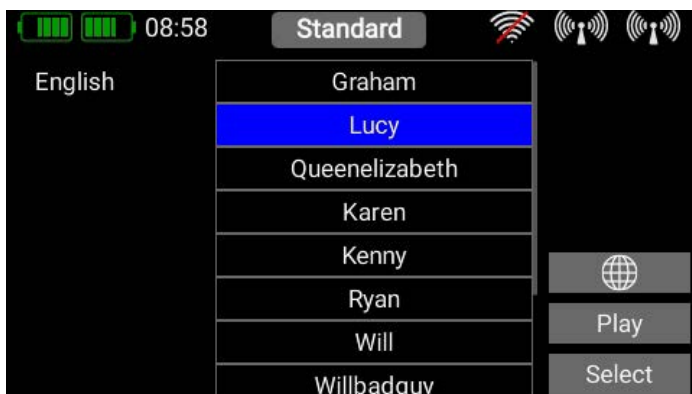 08:58 Standard
English
Graham
Lucy
Queenelizabeth
Karen
Kenny
Ryan
Will
Willbadguy
Play
Select